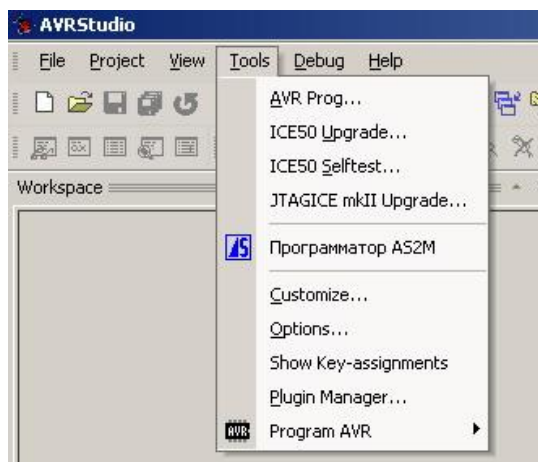 AVRStudio
File Project View Tools Debug Help
AVR Prog...
ICE50 Upgrade...
ICE50 Selftest...
JTAGICE mkII Upgrade...
Workspace
Программатор AS2M
Customize...
Options...
Show Key-assignments
Plugin Manager...
AVR Program AVR